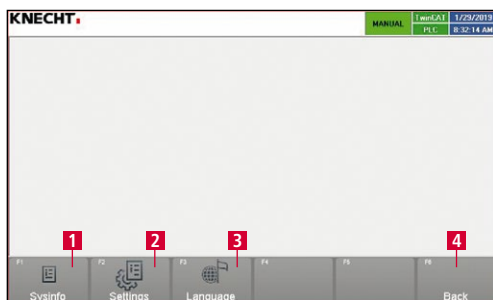 KNECHT.
MANUAL
TwinCAT
1/29/2019
PLC
8:32:14 AM
1
2
3
4
F1
F2
F3
F4
F5
F6
Sysinfo
Settings
Language
Back